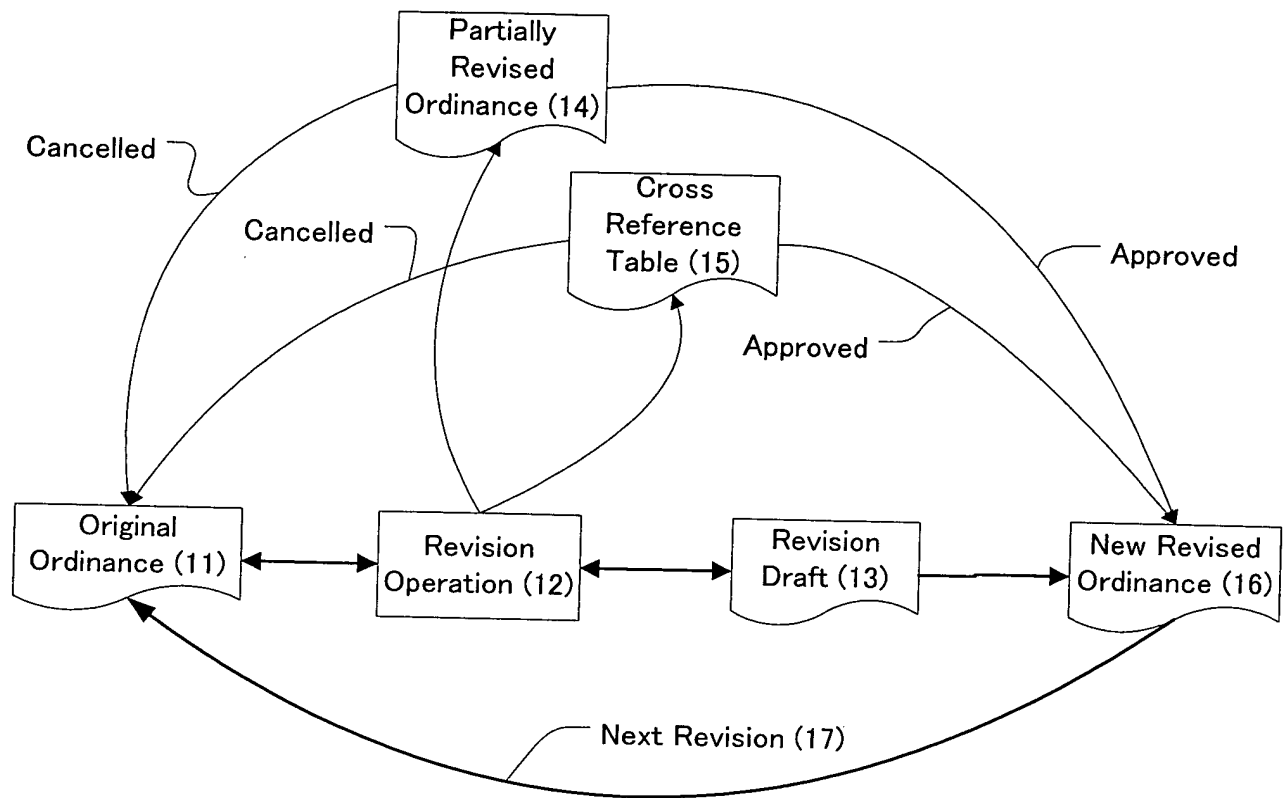 Partially
Revised
Ordinance (14)
Cancelled
Cross
Reference
Table (15)
Cancelled
Approved
Approved
Original
Ordinance (11)
Revision
Operation (12)
Revision
Draft (13)
New Revised
Ordinance (16)
Next Revision (17)